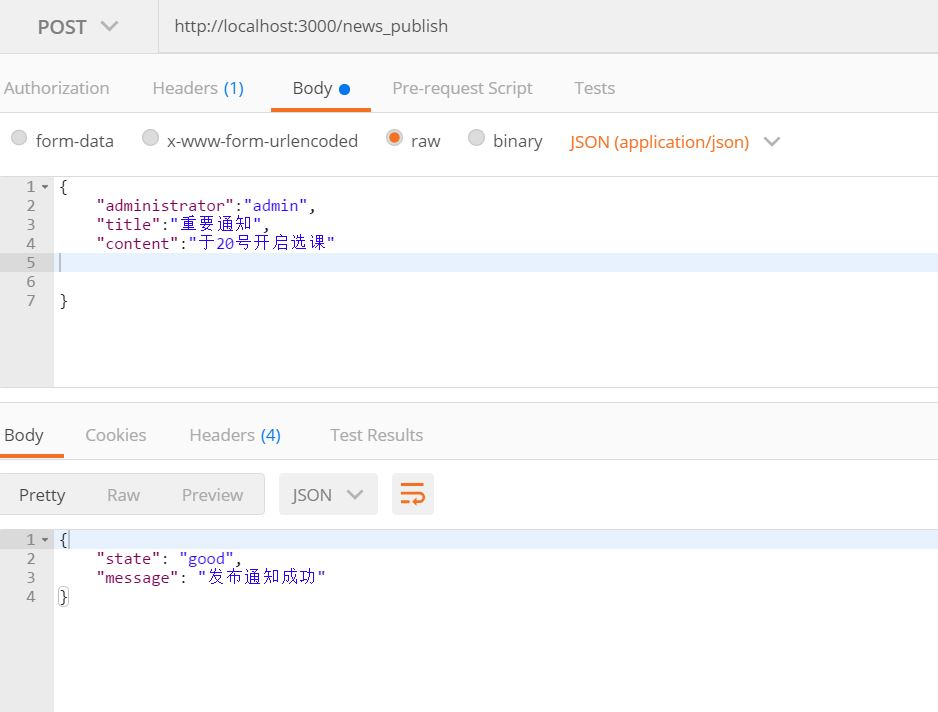 POST http://localhost:3000/news_publish
Authorization Headers (1) Body Pre-request Script Tests
form-data x-www-form-urlencoded raw binary JSON (application/json)
1 {
2 "administrator":"admin",
3 "title":"重要通知",
4 "content":"于20号开启选课"
5
6
7 }
Body Cookies Headers (4) Test Results
Pretty Raw Preview JSON
1 {
2 "state": "good",
3 "message": "发布通知成功"
4 }